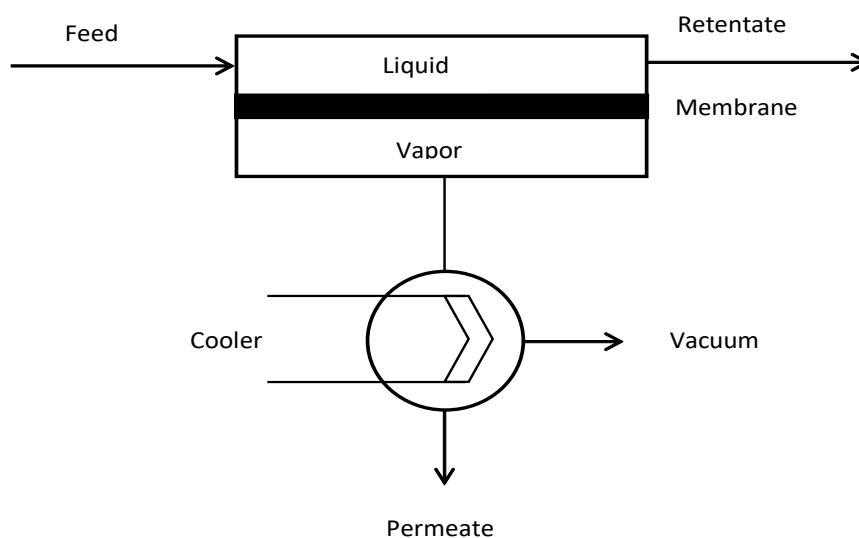 Feed
Retentate
Liquid
Membrane
Vapor
Cooler
Vacuum
Permeate